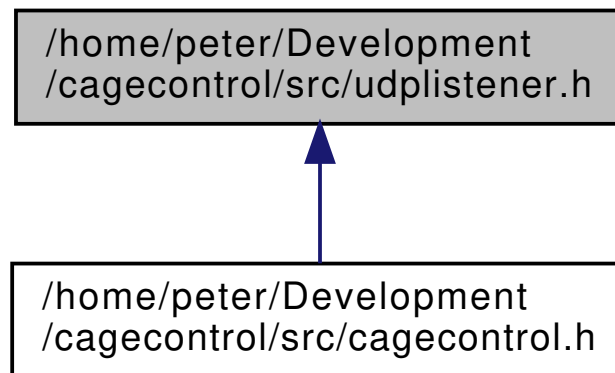 /home/peter/Development
/cagecontrol/src/udplistener.h
/home/peter/Development
/cagecontrol/src/cagecontrol.h